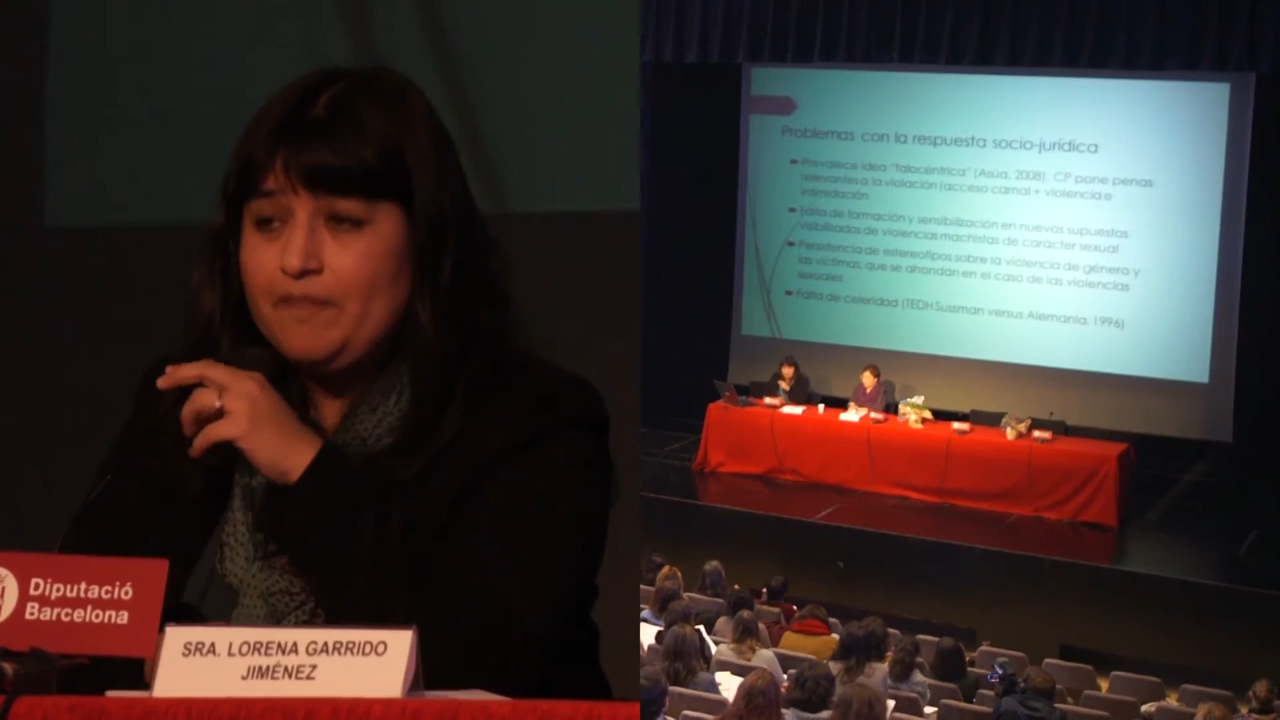 Diputació
Barcelona
SRA. LORENA GARRIDO
JIMÉNEZ
Problemas con la respuesta socio-jurídica
Prevalece idea "falocéntrica" (Asúa, 2008). CP pone penas
relevantes a la violación (acceso carnal + violencia e
intimidación
Falta de formación y sensibilización en nuevos supuestos
visibilizados de violencias machistas de carácter sexual
Persistencia de estereotipos sobre la violencia de género y
las víctimas, que se ahondan en el caso de las violencias
sexuales
Falta de celeridad (TEDH Sussman versus Alemania. 1996)